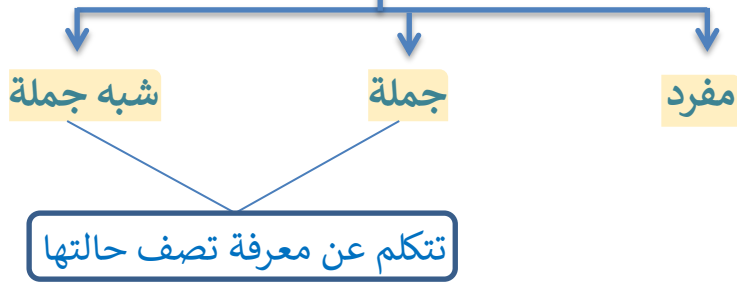 مفرد
جملة
شبه جملة
تتكلم عن معرفة تصف حالتها